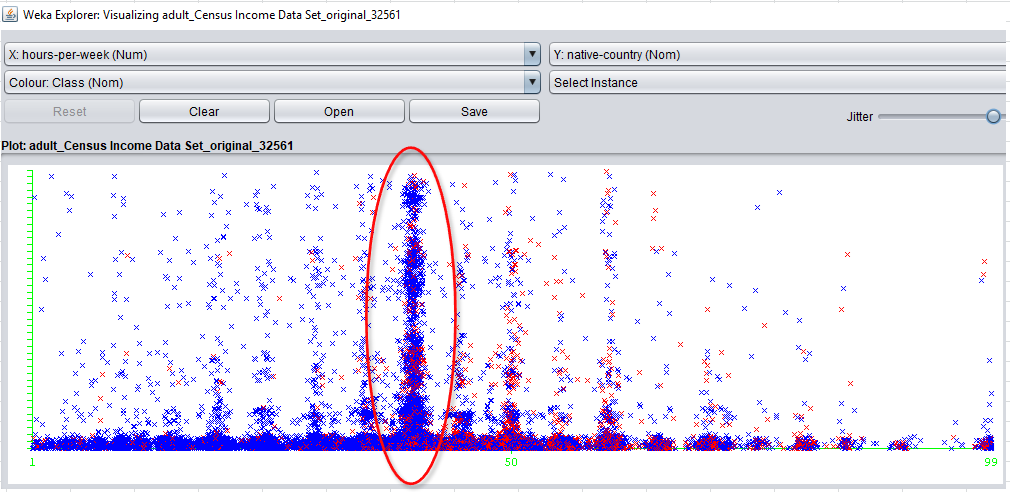 Weka Explorer: Visualizing adult_Census Income Data Set_original_32561
X: hours-per-week (Num) Y: native-country (Nom)
Colour: Class (Nom) Select Instance
Reset Clear Open Save
Jitter
Plot: adult_Census Income Data Set_original_32561
1 50 99